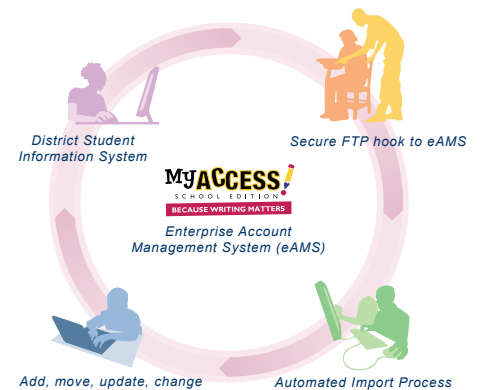 District Student
Information System
Secure FTP hook to eAMS
MYACCESS!
SCHOOL EDITION
BECAUSE WRITING MATTERS
Enterprise Account
Management System (eAMS)
Add, move, update, change
Automated Import Process